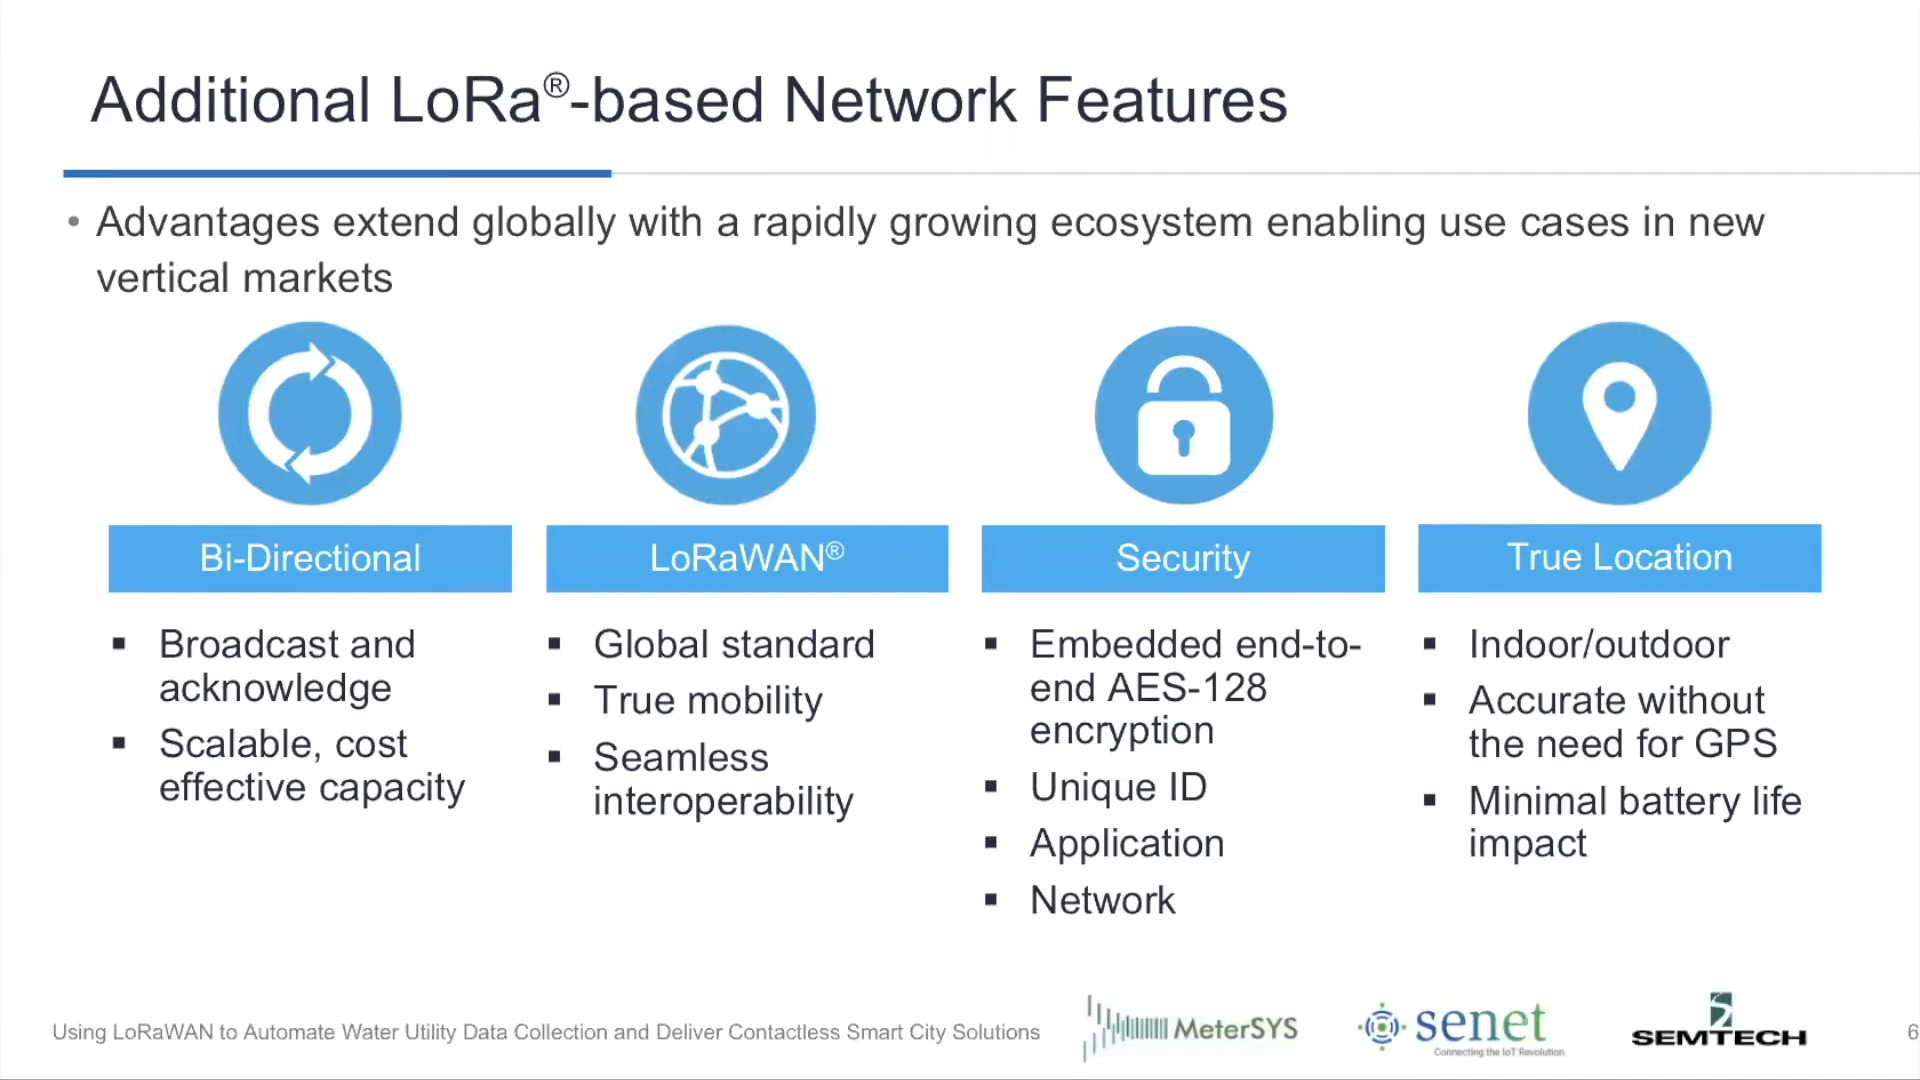 Additional LoRa®-based Network Features
• Advantages extend globally with a rapidly growing ecosystem enabling use cases in new
vertical markets
Bi-Directional
▪ Broadcast and
acknowledge
▪ Scalable, cost
effective capacity
LoRaWAN®
▪ Global standard
▪ True mobility
▪ Seamless
interoperability
Security
▪ Embedded end-to-
end AES-128
encryption
▪ Unique ID
▪ Application
▪ Network
True Location
▪ Indoor/outdoor
▪ Accurate without
the need for GPS
▪ Minimal battery life
impact
Using LoRaWAN to Automate Water Utility Data Collection and Deliver Contactless Smart City Solutions
MeterSYS
senet
Connecting the IoT Revolution
SEMTECH
6